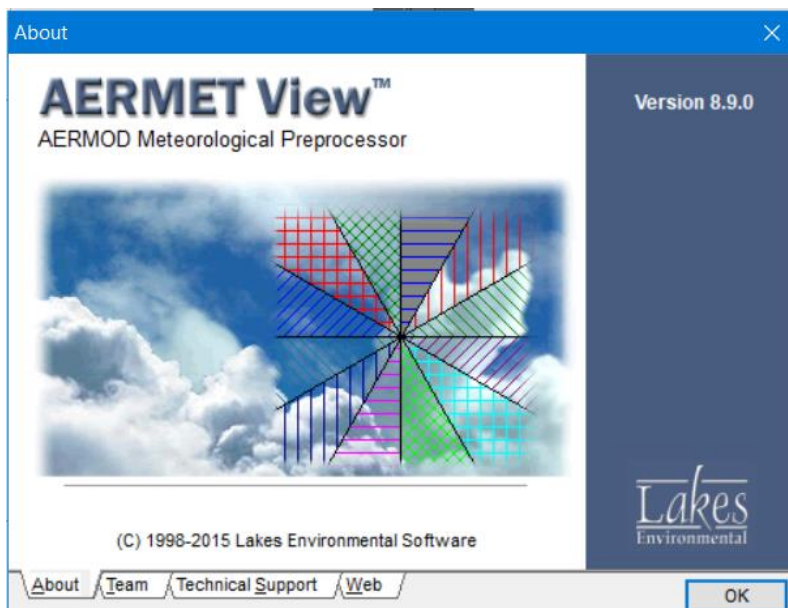 About
AERMET View™
AERMOD Meteorological Preprocessor
Version 8.9.0
Lakes
Environmental
(C) 1998-2015 Lakes Environmental Software
About Team Technical Support Web
OK